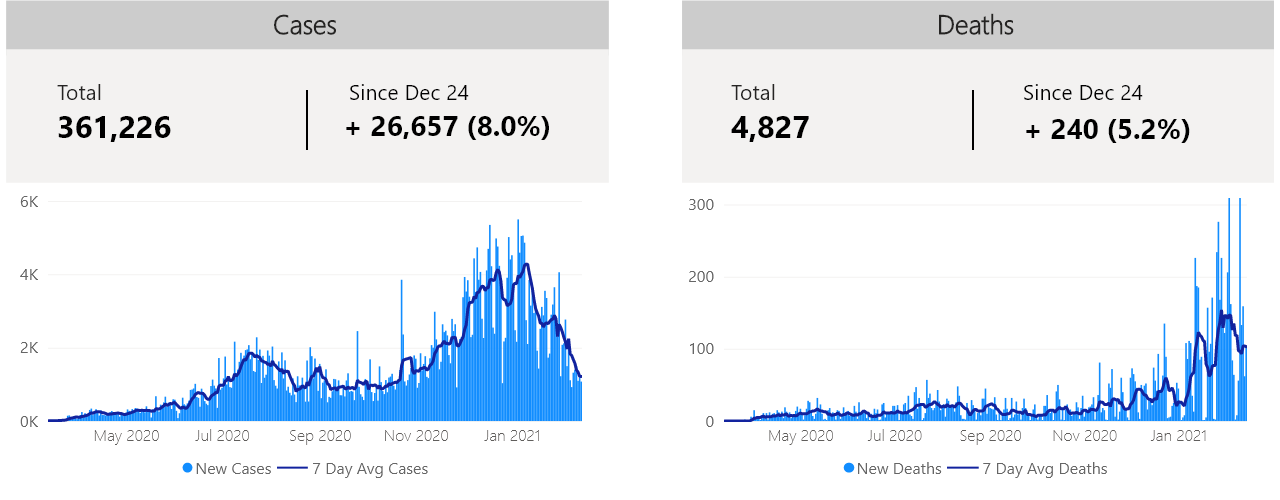 Cases
Total
361,226
Since Dec 24
+ 26,657 (8.0%)
6K
4K
2K
0K
May 2020 Jul 2020 Sep 2020 Nov 2020 Jan 2021
New Cases 7 Day Avg Cases
Deaths
Total
4,827
Since Dec 24
+ 240 (5.2%)
300
200
100
0
May 2020 Jul 2020 Sep 2020 Nov 2020 Jan 2021
New Deaths 7 Day Avg Deaths